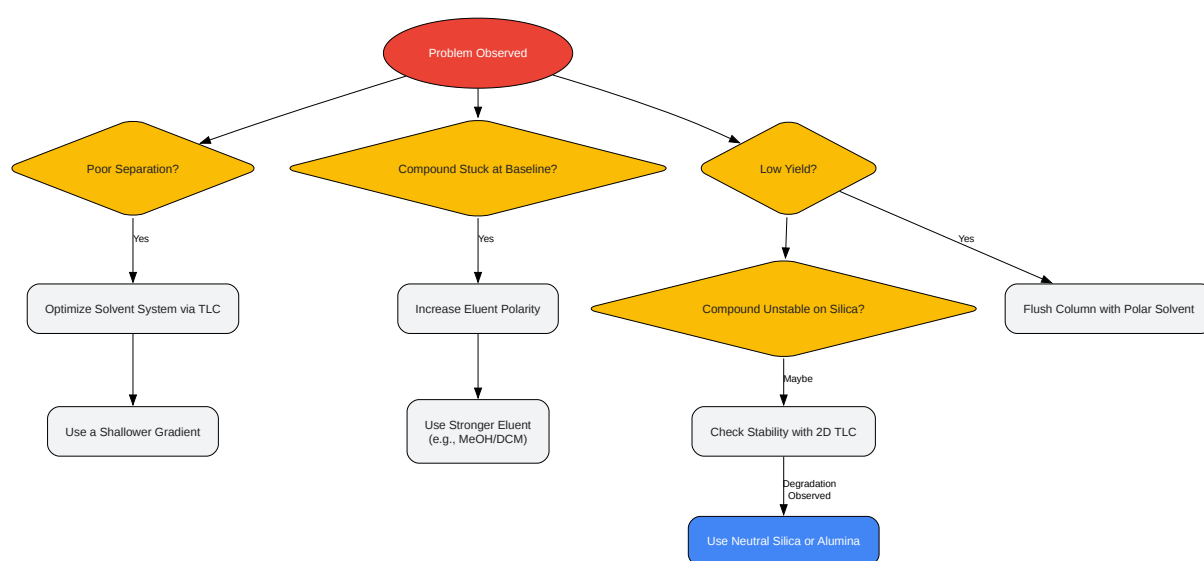 Problem Observed
Poor Separation?
Compound Stuck at Baseline?
Low Yield?
Yes
Yes
Yes
Optimize Solvent System via TLC
Increase Eluent Polarity
Compound Unstable on Silica?
Flush Column with Polar Solvent
Maybe
Use a Shallower Gradient
Use Stronger Eluent
(e.g., MeOH/DCM)
Check Stability with 2D TLC
Degradation
Observed
Use Neutral Silica or Alumina